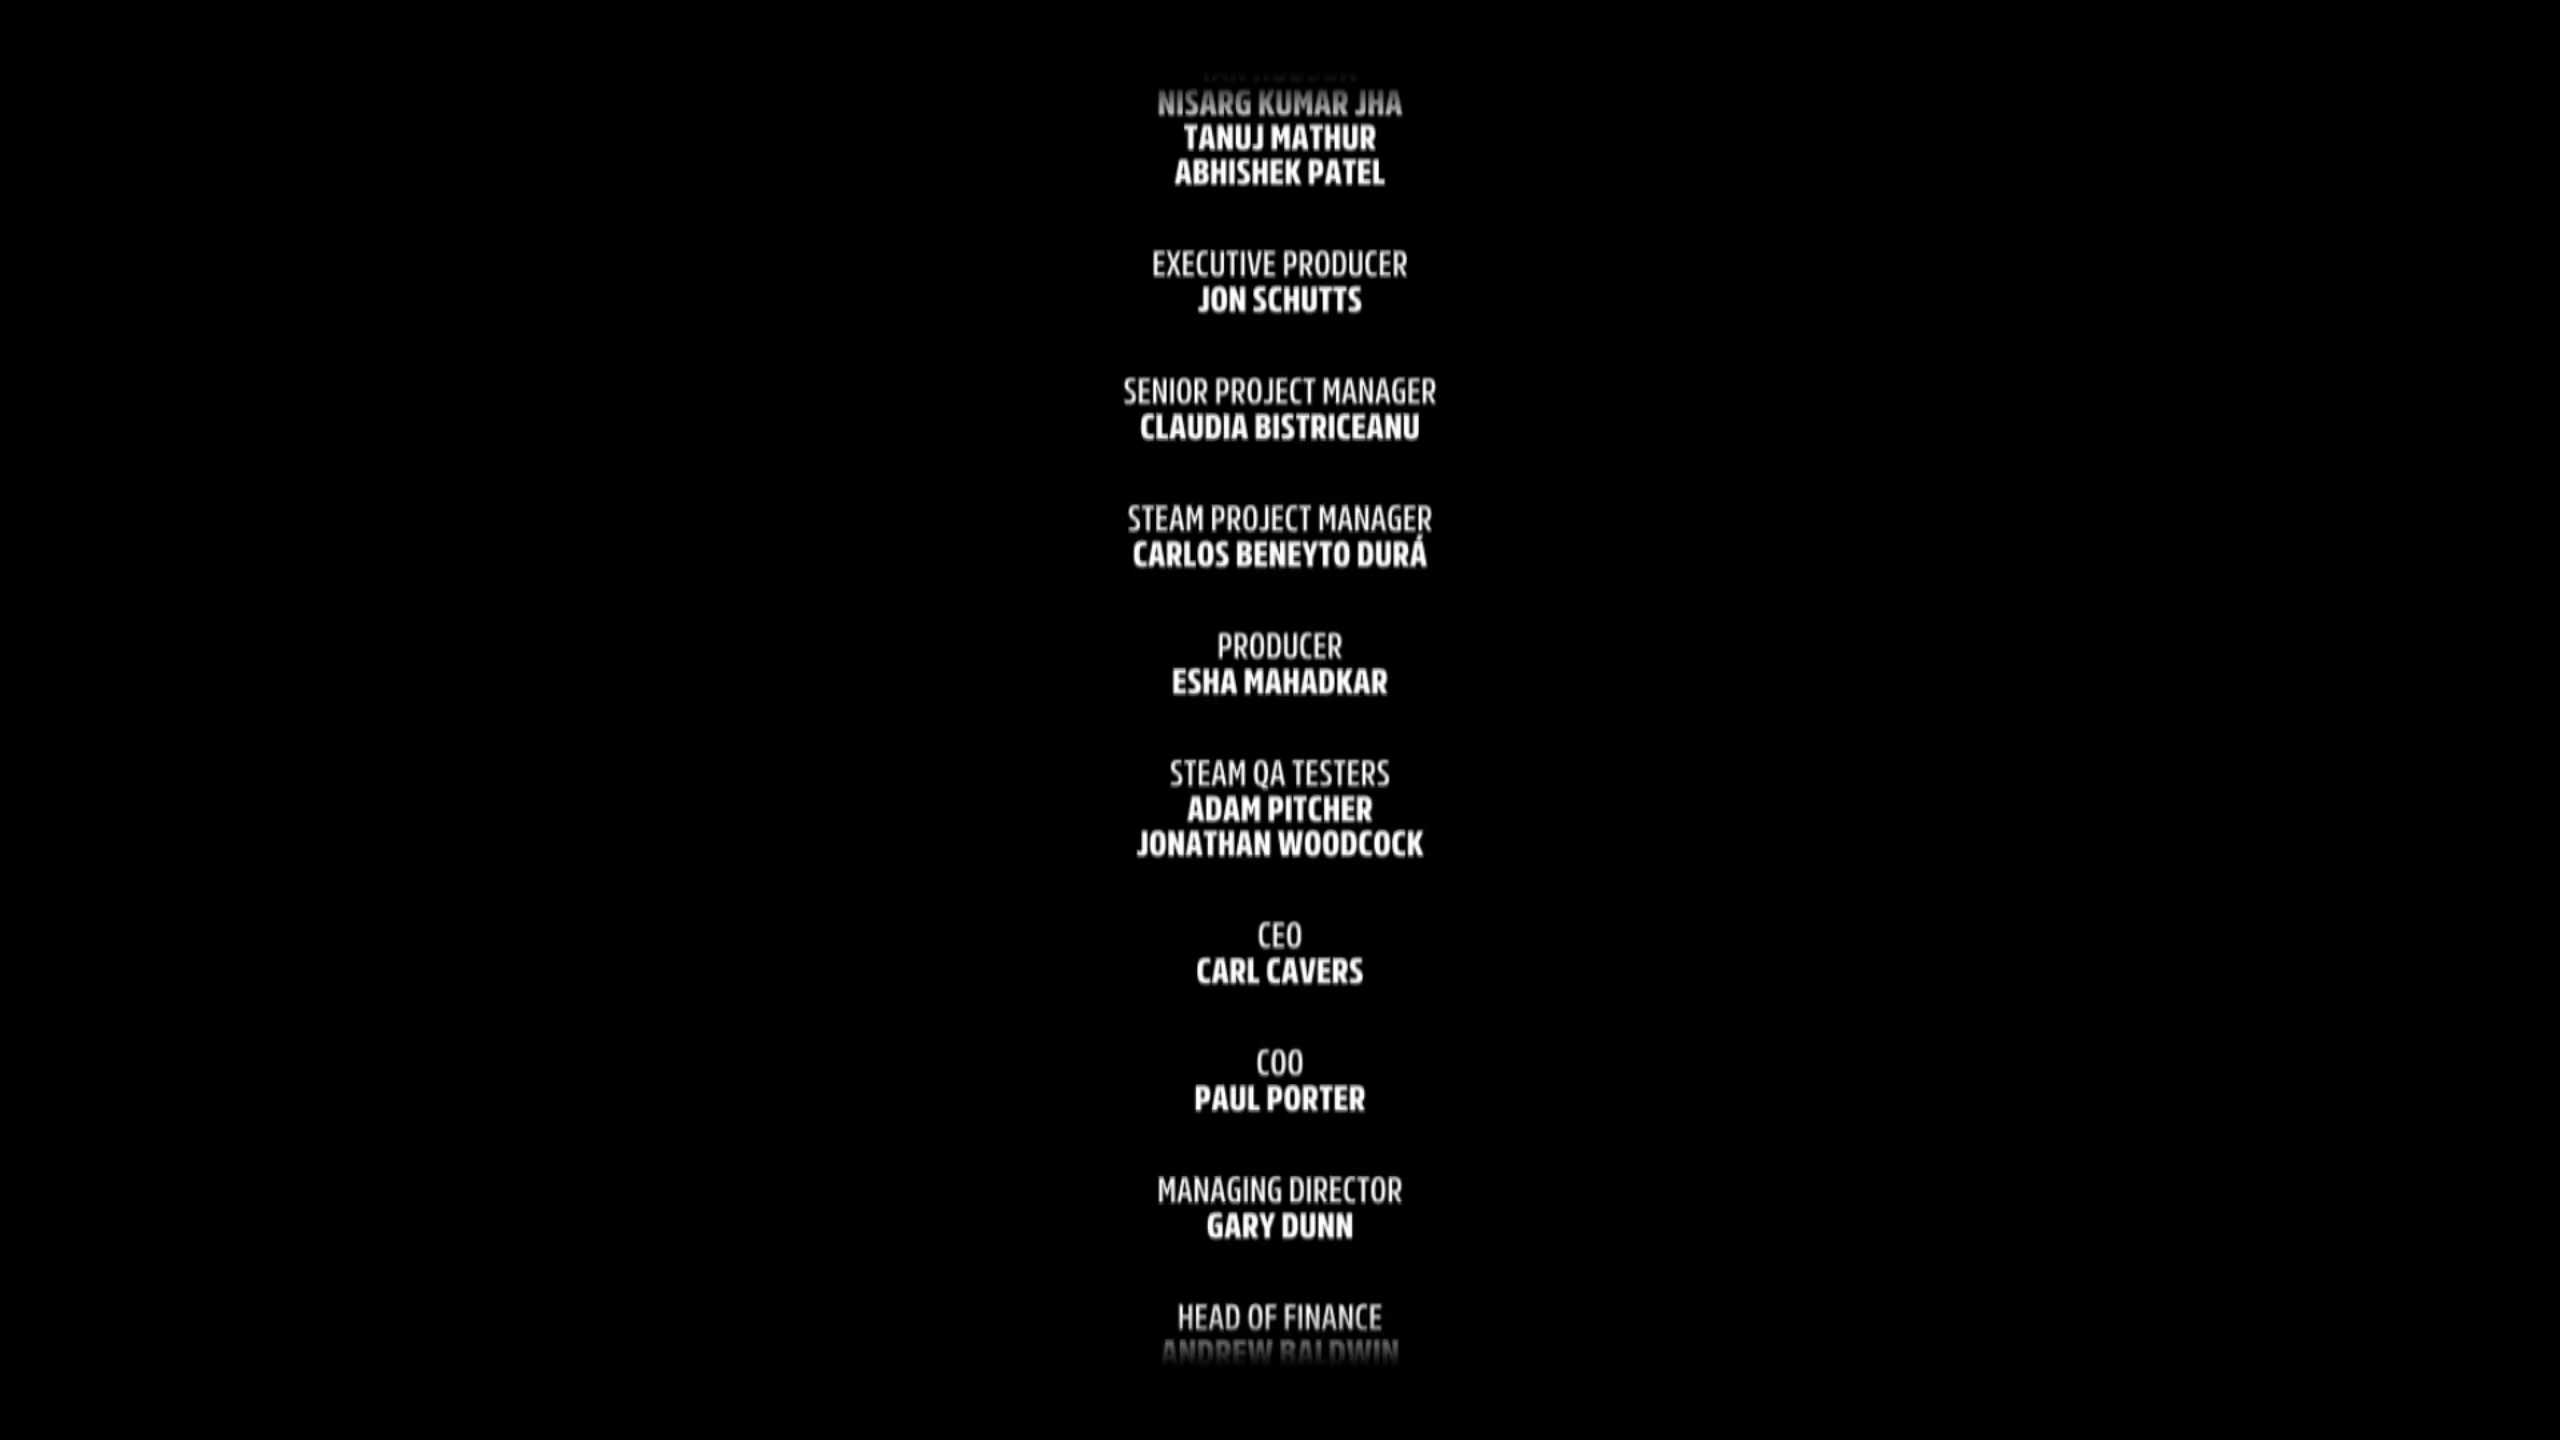 NISARG KUMAR JHA
TANUJ MATHUR
ABHISHEK PATEL
EXECUTIVE PRODUCER
JON SCHUTTS
SENIOR PROJECT MANAGER
CLAUDIA BISTRICEANU
STEAM PROJECT MANAGER
CARLOS BENEYTO DURÁ
PRODUCER
ESHA MAHADKAR
STEAM QA TESTERS
ADAM PITCHER
JONATHAN WOODCOCK
CEO
CARL CAVERS
COO
PAUL PORTER
MANAGING DIRECTOR
GARY DUNN
HEAD OF FINANCE
ANDREW BALDWIN